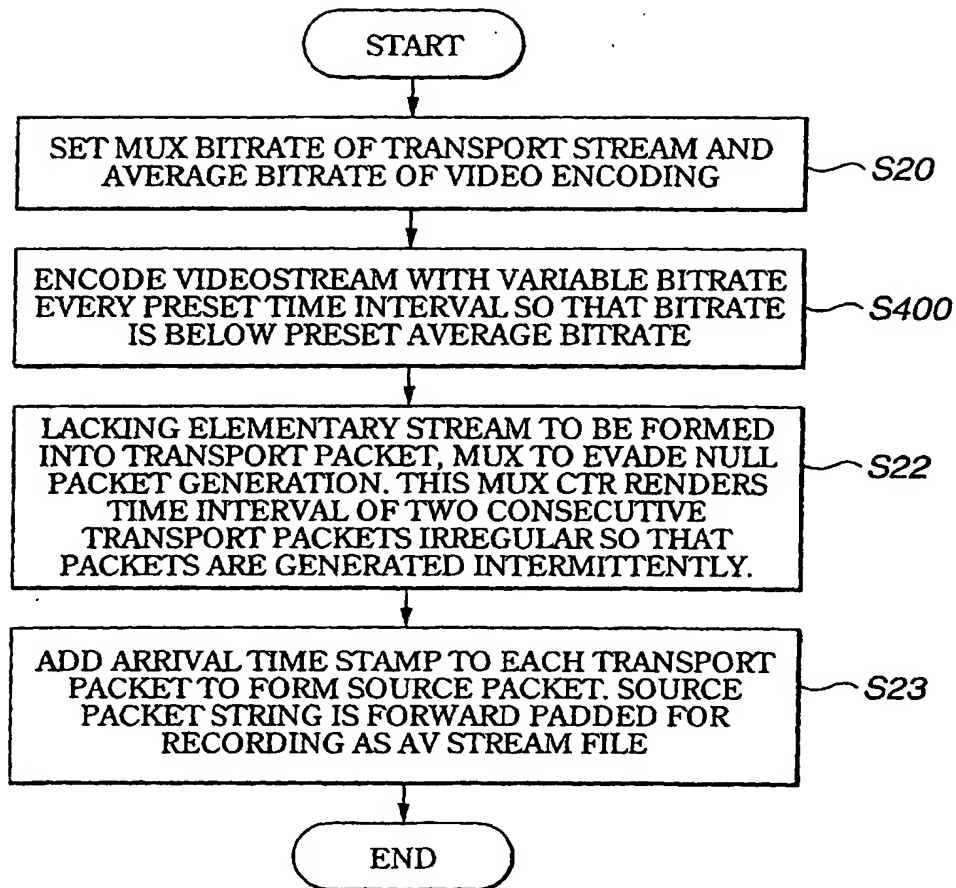 START
SET MUX BITRATE OF TRANSPORT STREAM AND
AVERAGE BITRATE OF VIDEO ENCODING
S20
ENCODE VIDEOSTREAM WITH VARIABLE BITRATE
EVERY PRESET TIME INTERVAL SO THAT BITRATE
IS BELOW PRESET AVERAGE BITRATE
S400
LACKING ELEMENTARY STREAM TO BE FORMED
INTO TRANSPORT PACKET, MUX TO EVADE NULL
PACKET GENERATION. THIS MUX CTR RENDERS
TIME INTERVAL OF TWO CONSECUTIVE
TRANSPORT PACKETS IRREGULAR SO THAT
PACKETS ARE GENERATED INTERMITTENTLY.
S22
ADD ARRIVAL TIME STAMP TO EACH TRANSPORT
PACKET TO FORM SOURCE PACKET. SOURCE
PACKET STRING IS FORWARD PADDED FOR
RECORDING AS AV STREAM FILE
S23
END